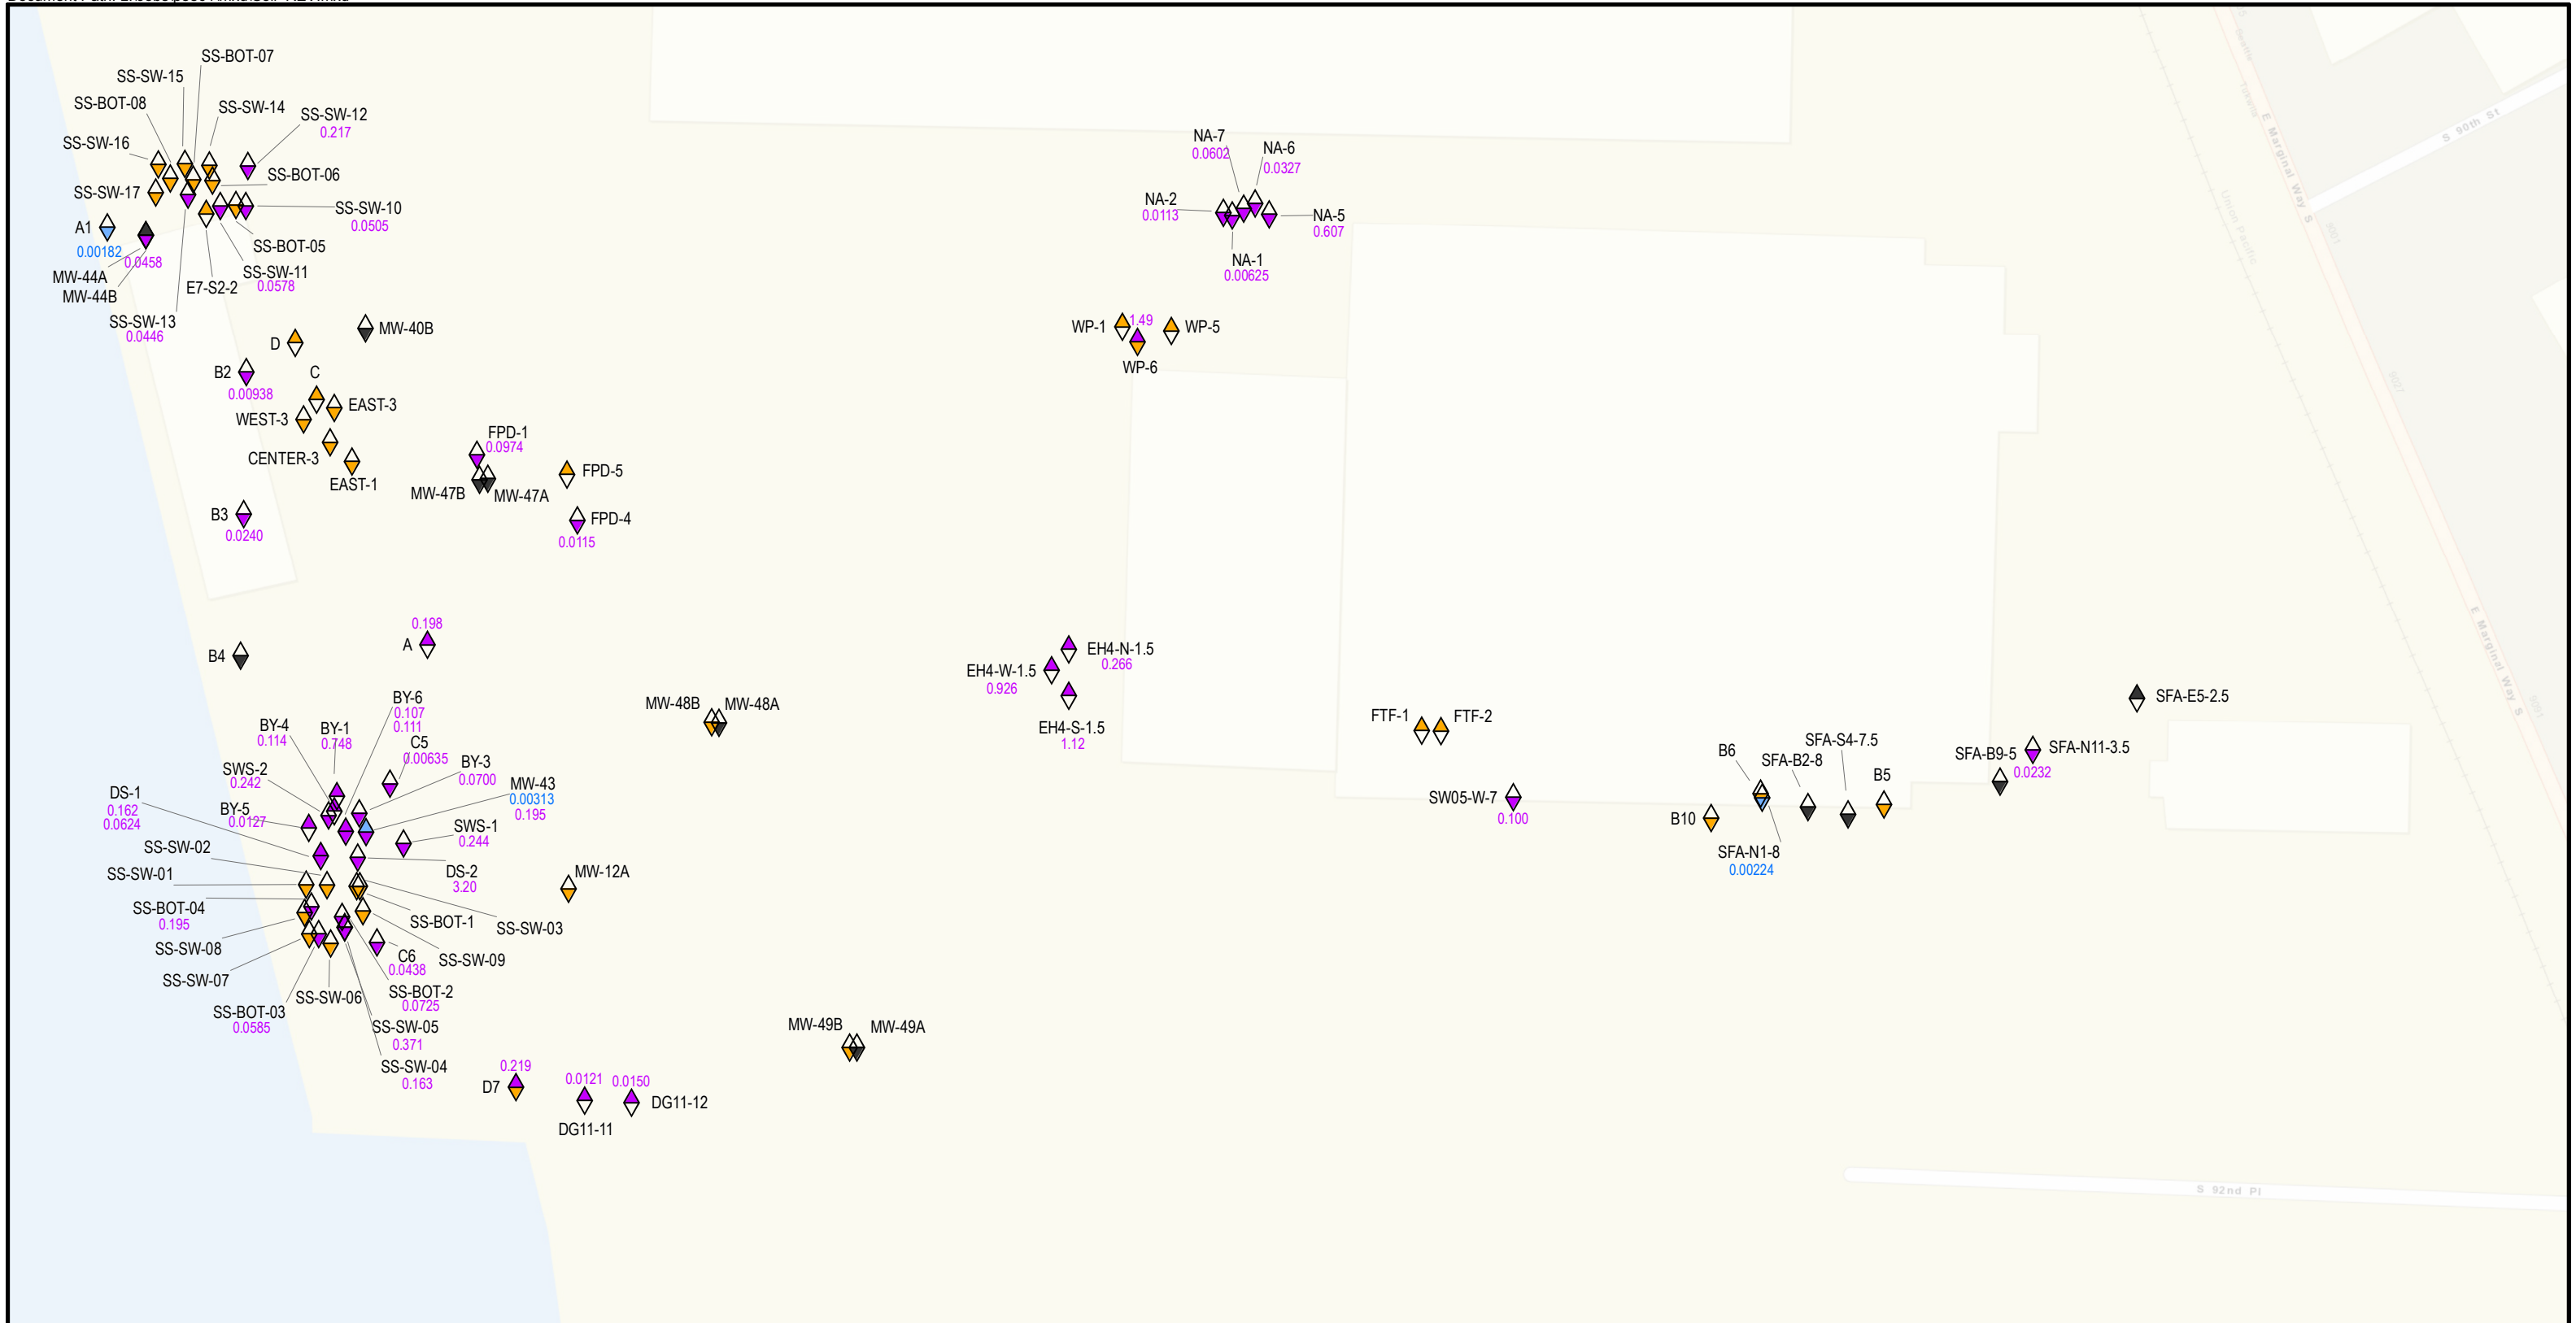 SS-BOT-07
SS-SW-15
SS-BOT-08
SS-SW-14
SS-SW-12
0.217
SS-SW-16
SS-BOT-06
SS-SW-17
SS-SW-10
0.0505
A1
0.00182
SS-BOT-05
0.0458
MW-44A
MW-44B
SS-SW-11
0.0578
E7-S2-2
SS-SW-13
0.0446
MW-40B
D
B2
0.00938
C
EAST-3
WEST-3
CENTER-3
EAST-1
FPD-1
0.0974
MW-47B
MW-47A
FPD-5
FPD-4
0.0115
B3
0.0240
NA-7
0.0602
NA-6
0.0327
NA-2
0.0113
NA-5
0.607
NA-1
0.00625
WP-1
1.49
WP-5
WP-6
0.198
A
B4
EH4-N-1.5
0.266
EH4-W-1.5
0.926
EH4-S-1.5
1.12
MW-48B
MW-48A
BY-6
0.107
0.111
BY-4
0.114
BY-1
0.748
C5
0.00635
BY-3
0.0700
SWS-2
0.242
MW-43
0.00313
0.195
DS-1
0.162
0.0624
BY-5
0.0127
SWS-1
0.244
SS-SW-02
DS-2
3.20
SS-SW-01
MW-12A
SS-BOT-04
0.195
SS-BOT-1
SS-SW-03
SS-SW-08
C6
0.0438
SS-SW-09
SS-SW-07
SS-SW-06
SS-BOT-2
0.0725
SS-BOT-03
0.0585
SS-SW-05
0.371
SS-SW-04
0.163
MW-49B
MW-49A
0.219
D7
0.0121
DG11-11
0.0150
DG11-12
FTF-1
FTF-2
SW05-W-7
0.100
B6
SFA-B2-8
SFA-S4-7.5
B5
B10
SFA-N1-8
0.00224
SFA-B9-5
SFA-N11-3.5
0.0232
SFA-E5-2.5
S 90th St
E Marginal Way S
Union Pacific
E Marginal Way S
S 92nd Pl